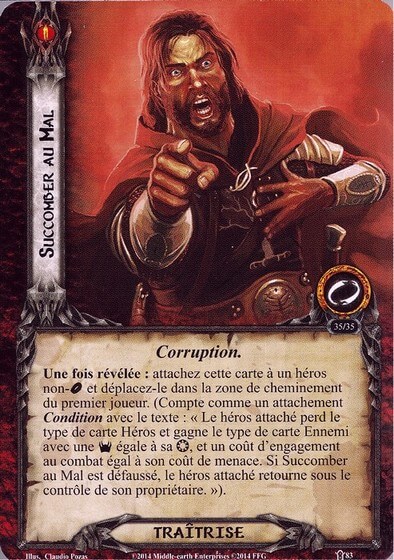 SUCCOMBER AU MAL
35/35
Corruption.
Une fois révélée : attachez cette carte à un héros
non- et déplacez-le dans la zone de cheminement
du premier joueur. (Compte comme un attachement
Condition avec le texte : « Le héros attaché perd le
type de carte Héros et gagne le type de carte Ennemi
avec une égale à sa , et un coût d'engagement
au combat égal à son coût de menace. Si Succomber
au Mal est défaussé, le héros attaché retourne sous le
contrôle de son propriétaire. »).
TRAÎTRISE
Illus. Claudio Pozas ©2014 Middle-earth Enterprises ©2014 FFG 83